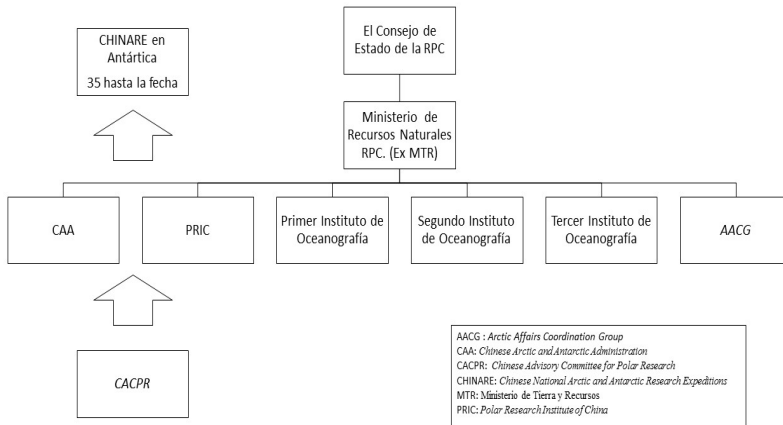 CHINARE en
Antártica
35 hasta la fecha
El Consejo de
Estado de la RPC
Ministerio de
Recursos Naturales
RPC. (Ex MTR)
CAA
PRIC
Primer Instituto de
Oceanografía
Segundo Instituto
de Oceanografía
Tercer Instituto de
Oceanografía
AACG
CACPR
AACG : Arctic Affairs Coordination Group
CAA: Chinese Arctic and Antarctic Administration
CACPR: Chinese Advisory Committee for Polar Research
CHINARE: Chinese National Arctic and Antarctic Research Expeditions
MTR: Ministerio de Tierra y Recursos
PRIC: Polar Research Institute of China